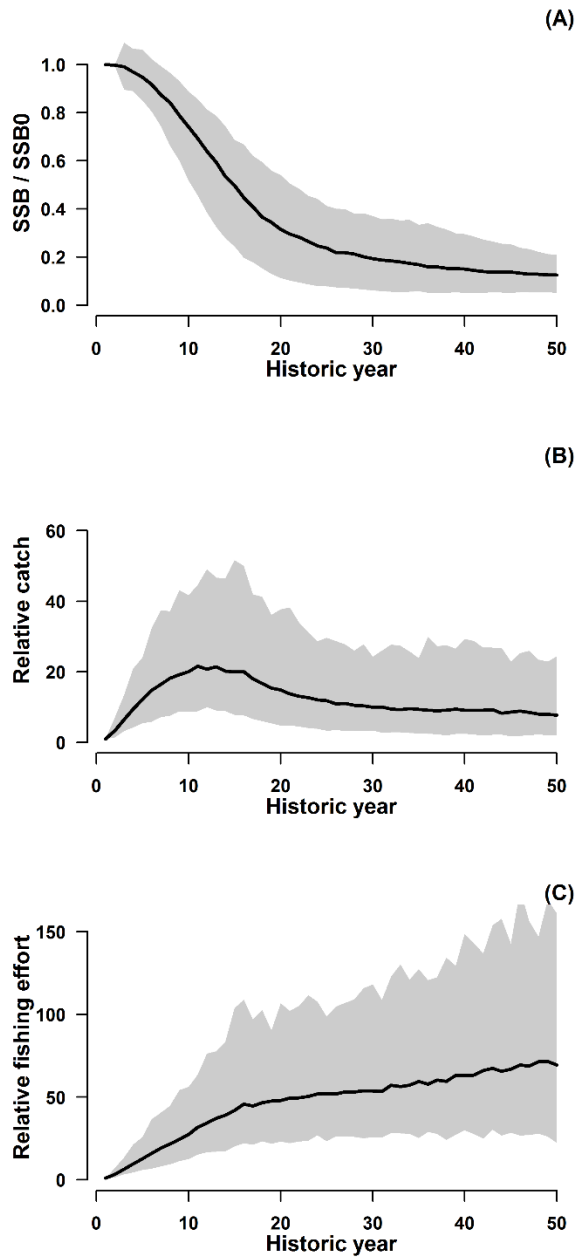 (A)
SSB / SSB0
1.0
0.8
0.6
0.4
0.2
0.0
0 10 20 30 40 50
Historic year
(B)
Relative catch
60
40
20
0
0 10 20 30 40 50
Historic year
(C)
Relative fishing effort
150
100
50
0
0 10 20 30 40 50
Historic year